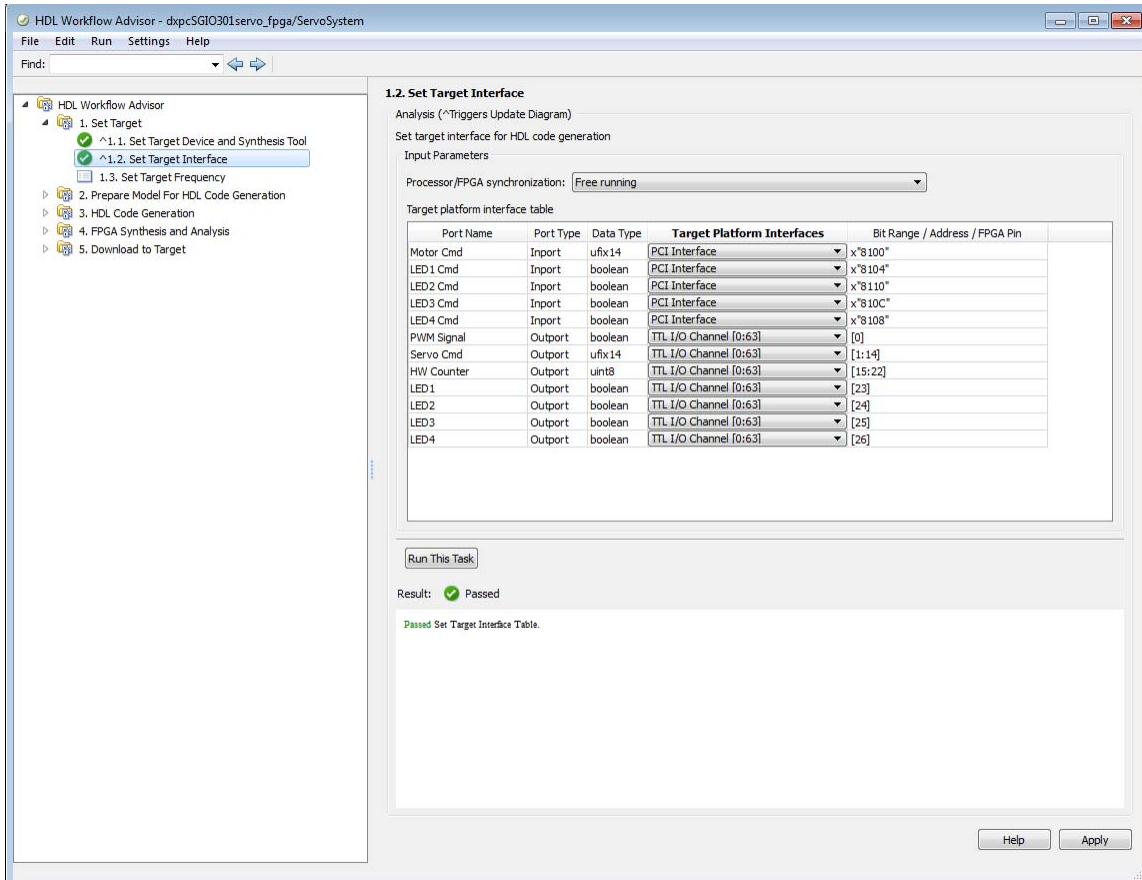 HDL Workflow Advisor - dxpcSGIO301servo_fpga/ServoSystem
File Edit Run Settings Help
Find:
HDL Workflow Advisor
1. Set Target
^1.1. Set Target Device and Synthesis Tool
^1.2. Set Target Interface
1.3. Set Target Frequency
2. Prepare Model For HDL Code Generation
3. HDL Code Generation
4. FPGA Synthesis and Analysis
5. Download to Target
1.2. Set Target Interface
Analysis (^Triggers Update Diagram)
Set target interface for HDL code generation
Input Parameters
Processor/FPGA synchronization: Free running
Target platform interface table
Port Name Port Type Data Type Target Platform Interfaces Bit Range / Address / FPGA Pin
Motor Cmd Inport ufix14 PCI Interface x"8100"
LED1 Cmd Inport boolean PCI Interface x"8104"
LED2 Cmd Inport boolean PCI Interface x"8110"
LED3 Cmd Inport boolean PCI Interface x"810C"
LED4 Cmd Inport boolean PCI Interface x"8108"
PWM Signal Outport boolean TTL I/O Channel [0:63] [0]
Servo Cmd Outport ufix14 TTL I/O Channel [0:63] [1:14]
HW Counter Outport uint8 TTL I/O Channel [0:63] [15:22]
LED1 Outport boolean TTL I/O Channel [0:63] [23]
LED2 Outport boolean TTL I/O Channel [0:63] [24]
LED3 Outport boolean TTL I/O Channel [0:63] [25]
LED4 Outport boolean TTL I/O Channel [0:63] [26]
Run This Task
Result: Passed
Passed Set Target Interface Table.
Help Apply